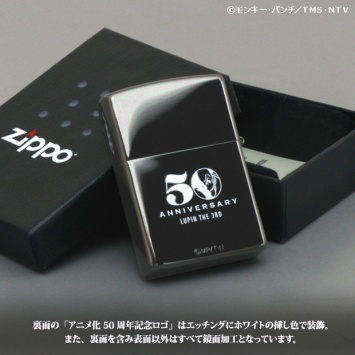 ©モンキー・パンチ/TMS・NTV
zippo
50
ANNIVERSARY
LUPIN THE 3RD
裏面の「アニメ化50周年記念ロゴ」はエッチングにホワイトの挿し色で装飾。
また、裏面を含み表面以外はすべて鏡面加工となっています。